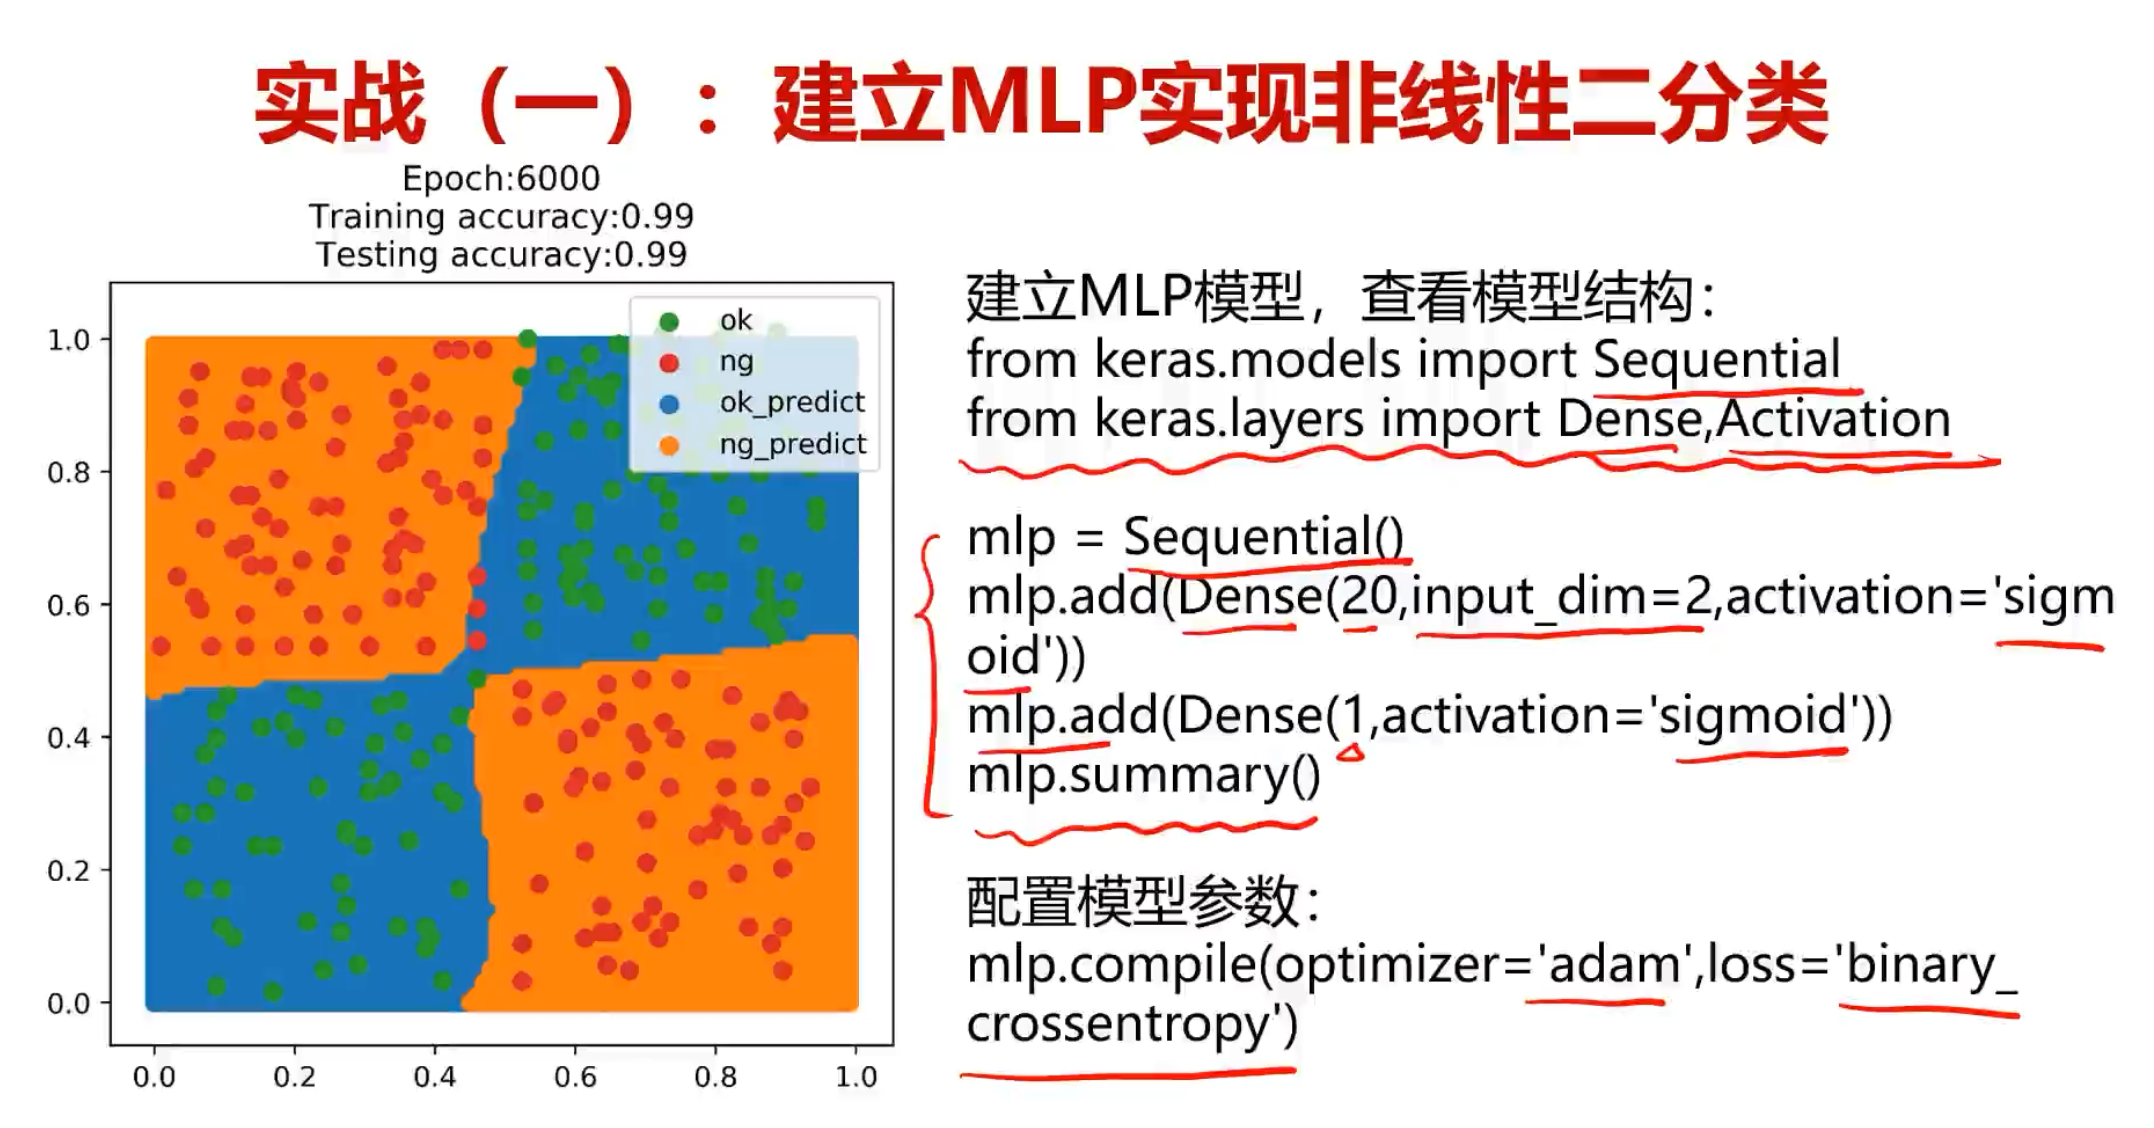 实战（一）：建立MLP实现非线性二分类
Epoch:6000
Training accuracy:0.99
Testing accuracy:0.99
ok
ng
ok_predict
ng_predict
1.0
0.8
0.6
0.4
0.2
0.0
0.0 0.2 0.4 0.6 0.8 1.0
建立MLP模型，查看模型结构：
from keras.models import Sequential
from keras.layers import Dense,Activation
mlp = Sequential()
mlp.add(Dense(20,input_dim=2,activation='sigm
oid'))
mlp.add(Dense(1,activation='sigmoid'))
mlp.summary()
配置模型参数：
mlp.compile(optimizer='adam',loss='binary_
crossentropy')